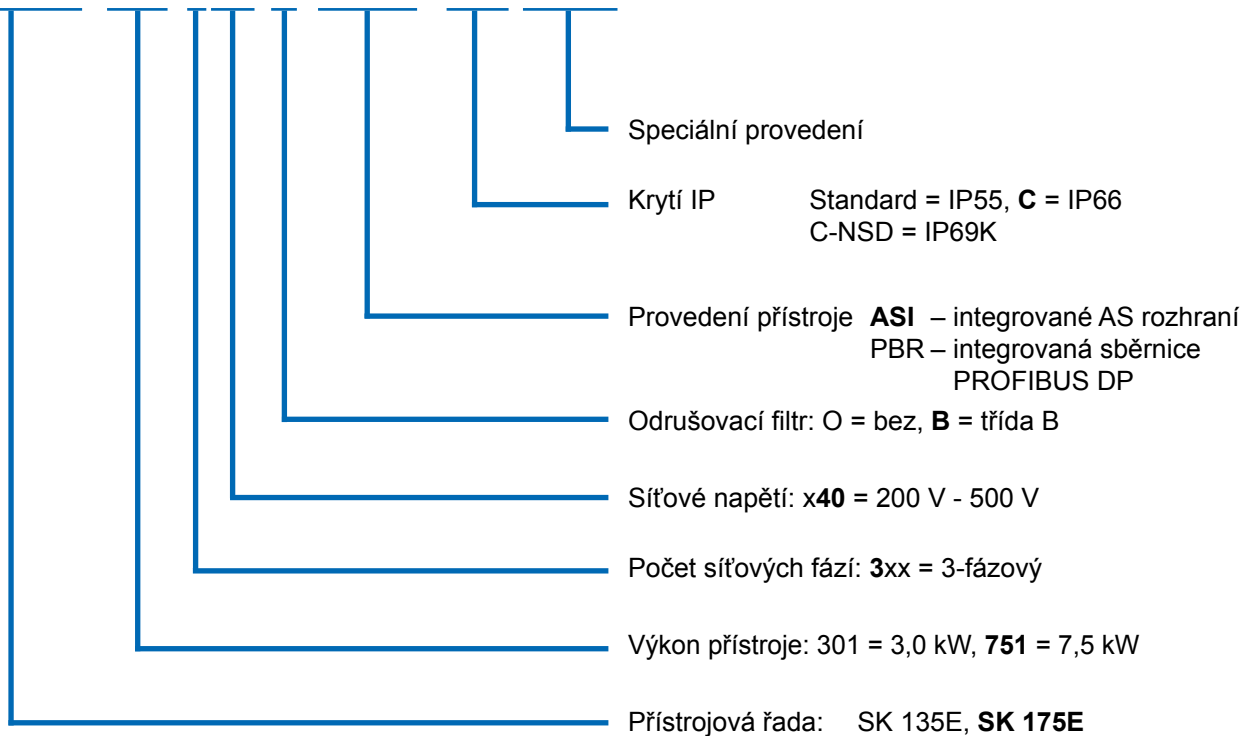 Speciální provedení
Krytí IP Standard = IP55, C = IP66
C-NSD = IP69K
Provedení přístroje ASI – integrované AS rozhraní
PBR – integrovaná sběrnice
PROFIBUS DP
Odrušovací filtr: O = bez, B = třída B
Síťové napětí: x40 = 200 V - 500 V
Počet síťových fází: 3xx = 3-fázový
Výkon přístroje: 301 = 3,0 kW, 751 = 7,5 kW
Přístrojová řada: SK 135E, SK 175E